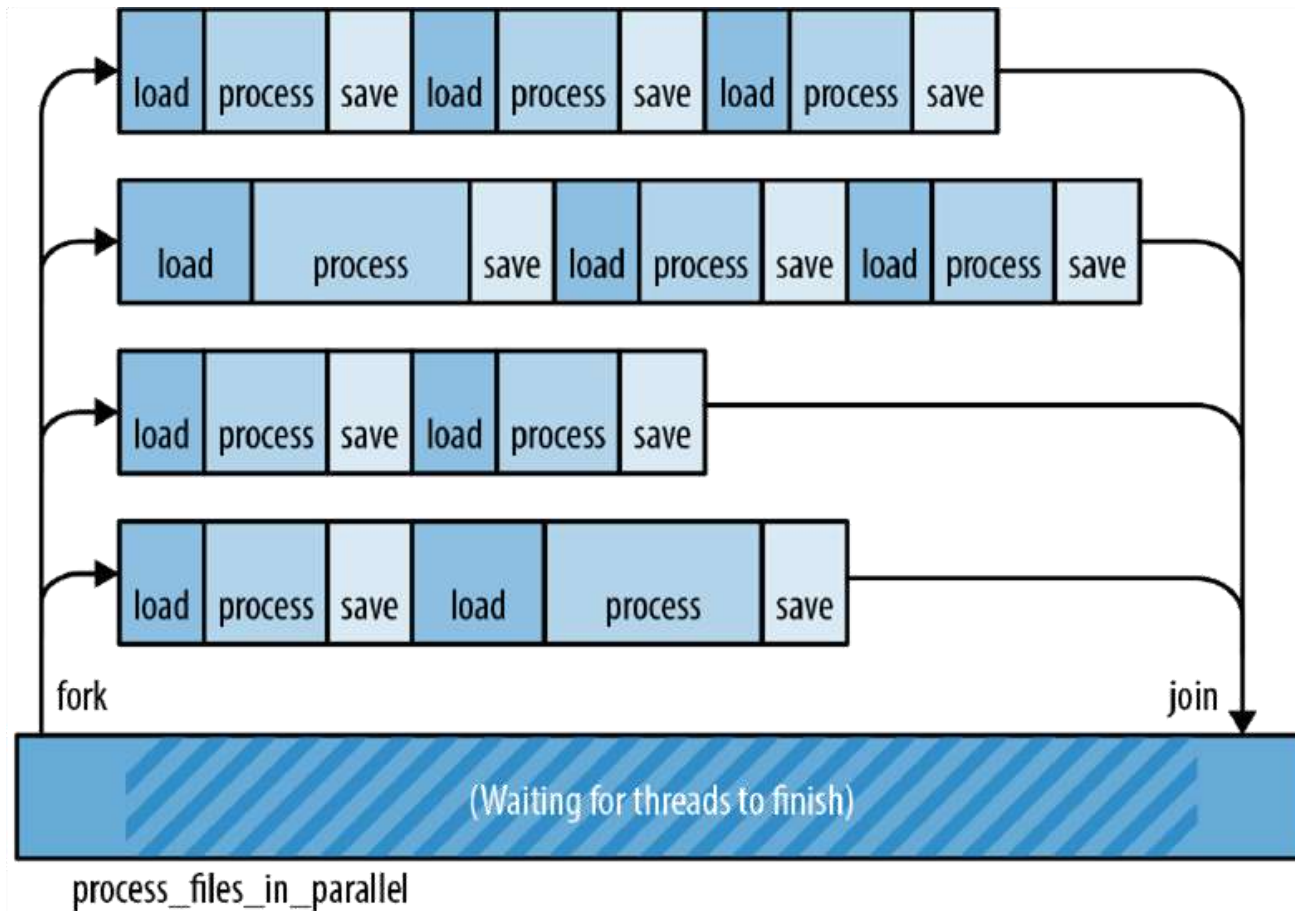 load process save load process save load process save
load process save load process save load process save
load process save load process save
load process save load process save
fork join
(Waiting for threads to finish)
process_files_in_parallel